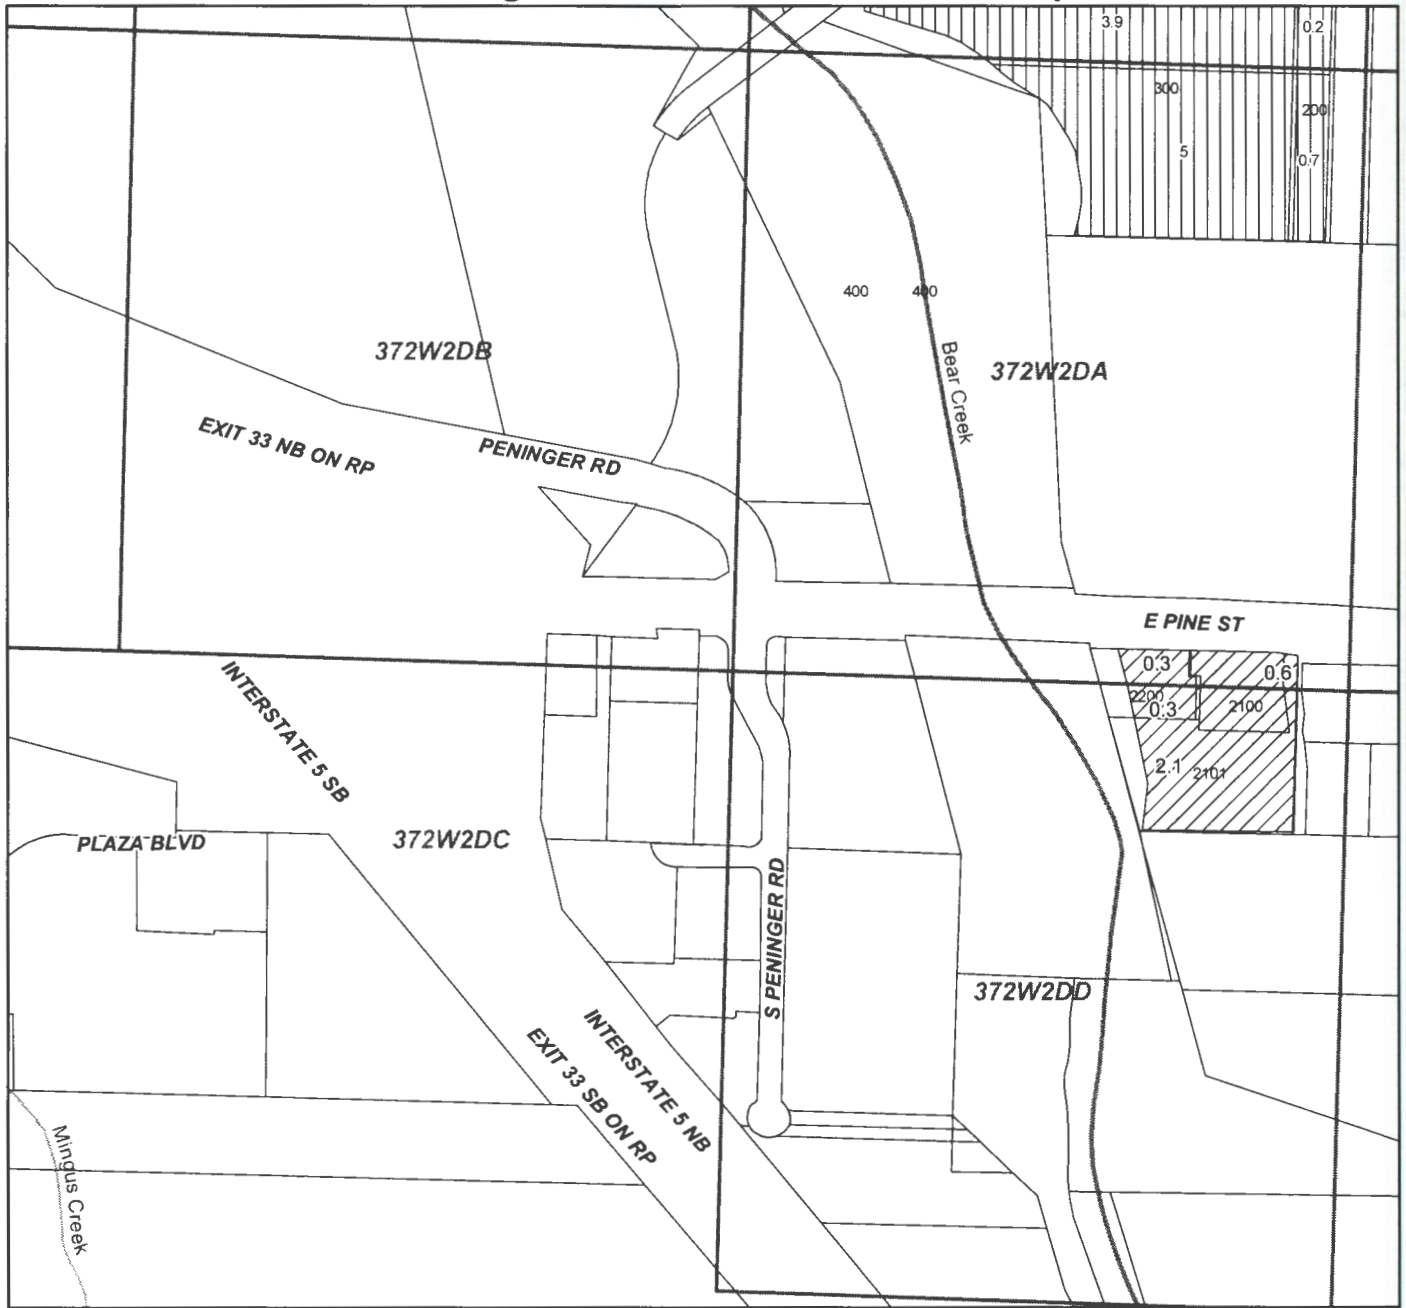 3.9
0.2
300
200
5
0.7
400
400
372W2DB
Bear Creek
372W2DA
EXIT 33 NB ON RP
PENINGER RD
E PINE ST
0.3
0.6
2200
0.3
2100
2.1
2101
INTERSTATE 5 SB
PLAZA BLVD
372W2DC
S PENINGER RD
372W2DD
INTERSTATE 5 NB
EXIT 33 SB ON RP
Mingus Creek